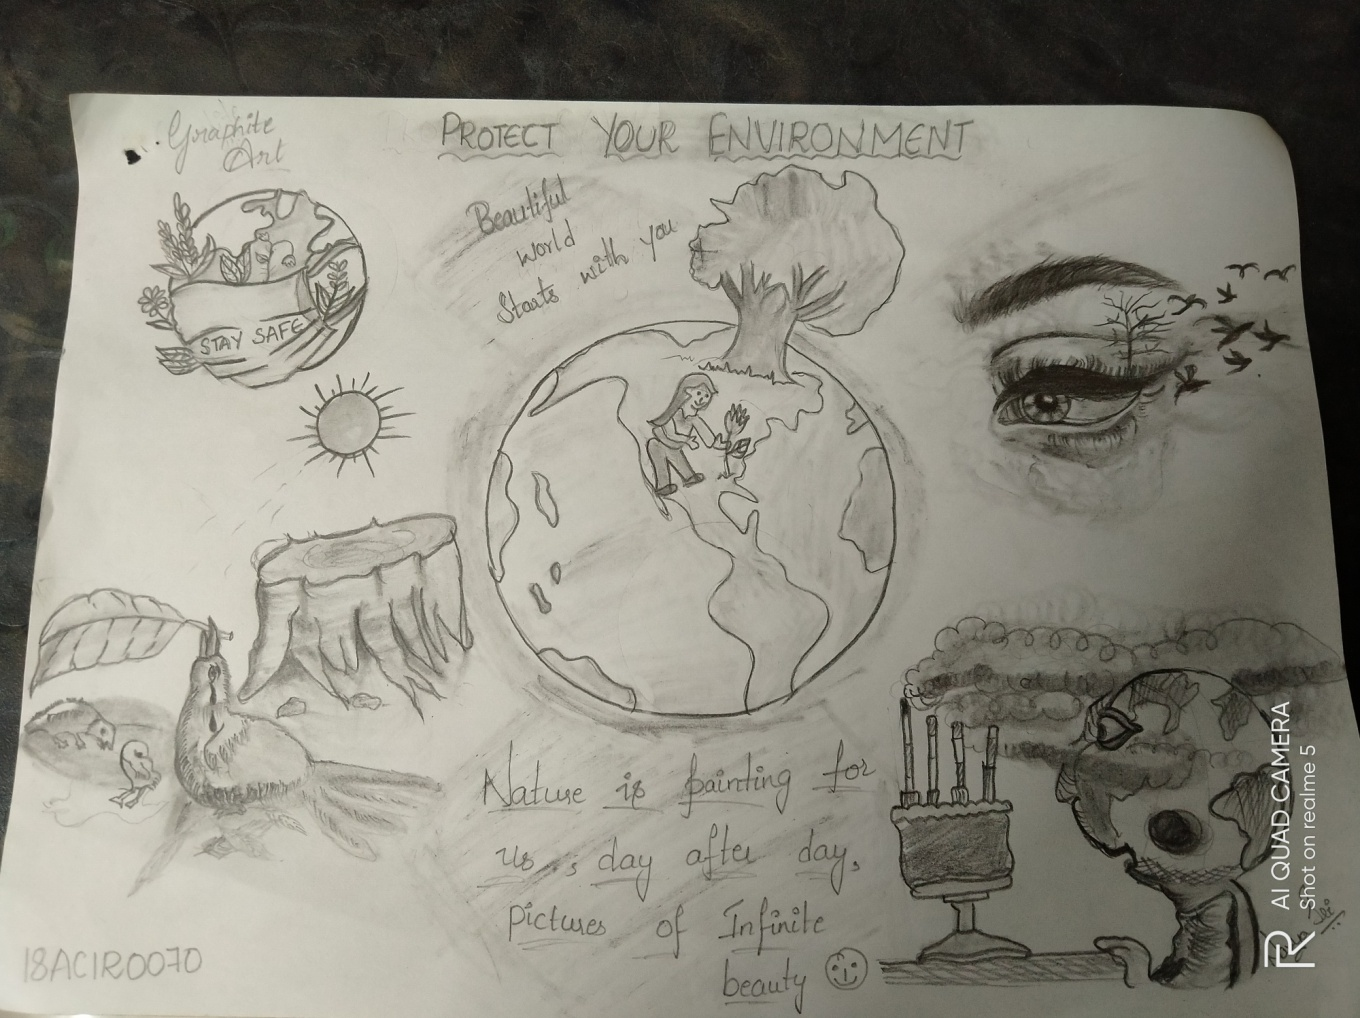 Graphite
Art
PROTECT YOUR ENVIRONMENT
Beautiful
world
Starts with you
STAY SAFE
Nature is painting for
us, day after day,
pictures of Infinite
beauty
18ACIR0070
AI QUAD CAMERA
Shot on realme 5